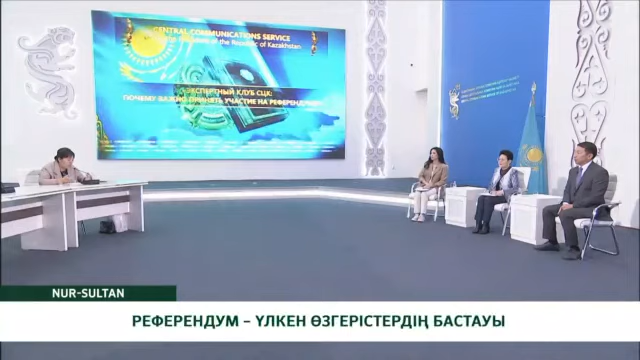 CENTRAL COMMUNICATIONS SERVICE
of the Republic of Kazakhstan
ЭКСПЕРТНЫЙ КЛУБ СЦК:
ПОЧЕМУ ВАЖНО ПРИНЯТЬ УЧАСТИЕ НА РЕФЕРЕНДУМЕ
NUR-SULTAN
РЕФЕРЕНДУМ – ҮЛКЕН ӨЗГЕРІСТЕРДІҢ БАСТАУЫ